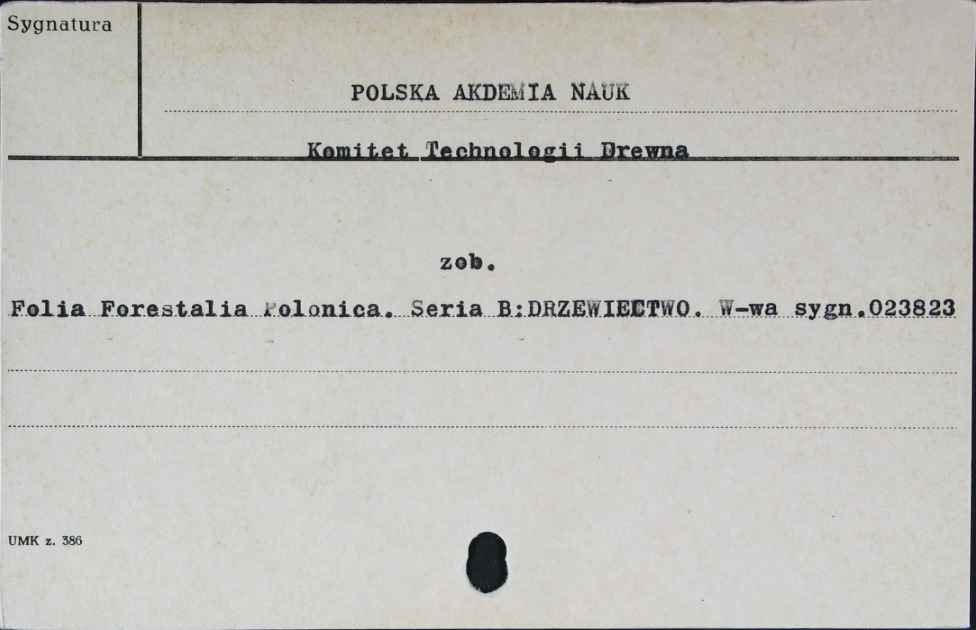 Sygnatura
POLSKA AKDEMIA NAUK
Komitet Technologii Drewna
zob.
Folia Forestalia Polonica. Seria B:DRZEWIECTWO. W-wa sygn.023823
UMK z. 386